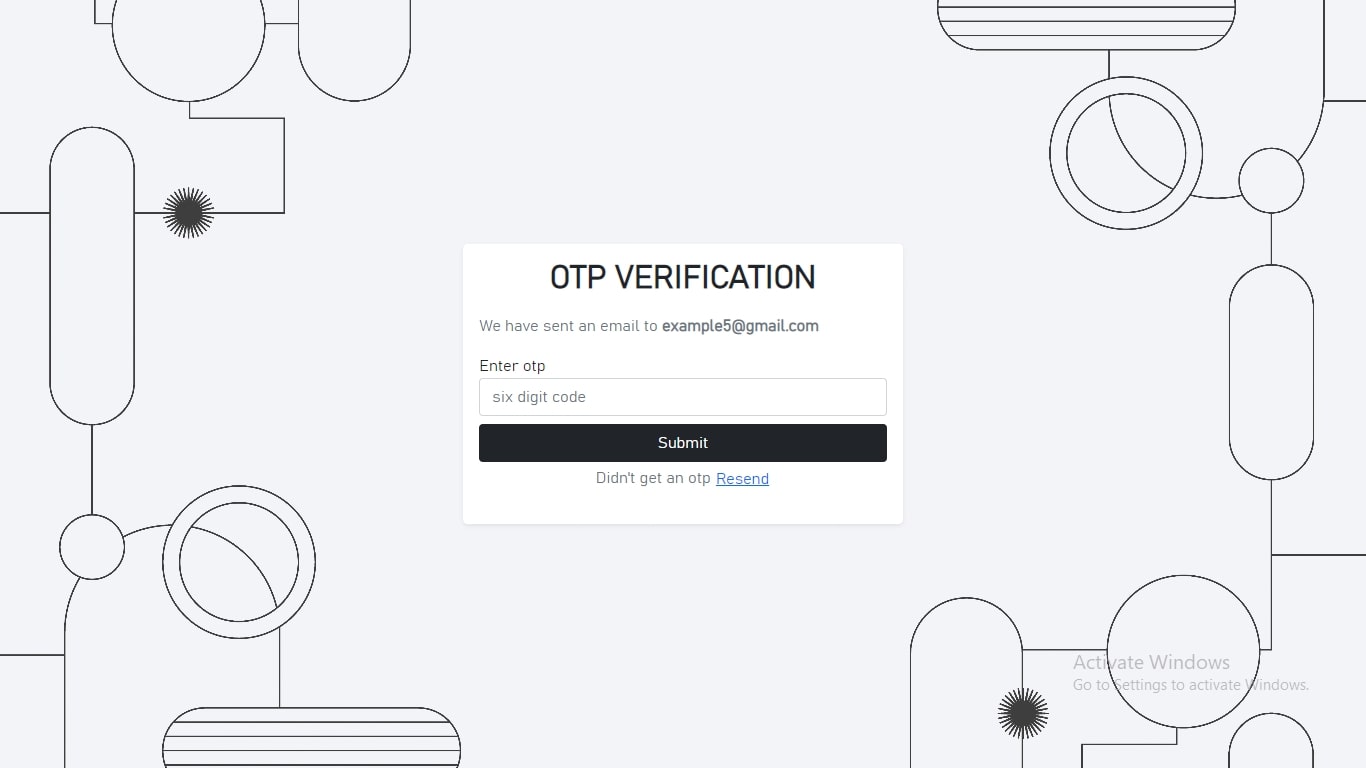 OTP VERIFICATION
We have sent an email to example5@gmail.com
Enter otp
six digit code
Submit
Didn't get an otp Resend
Activate Windows
Go to Settings to activate Windows.